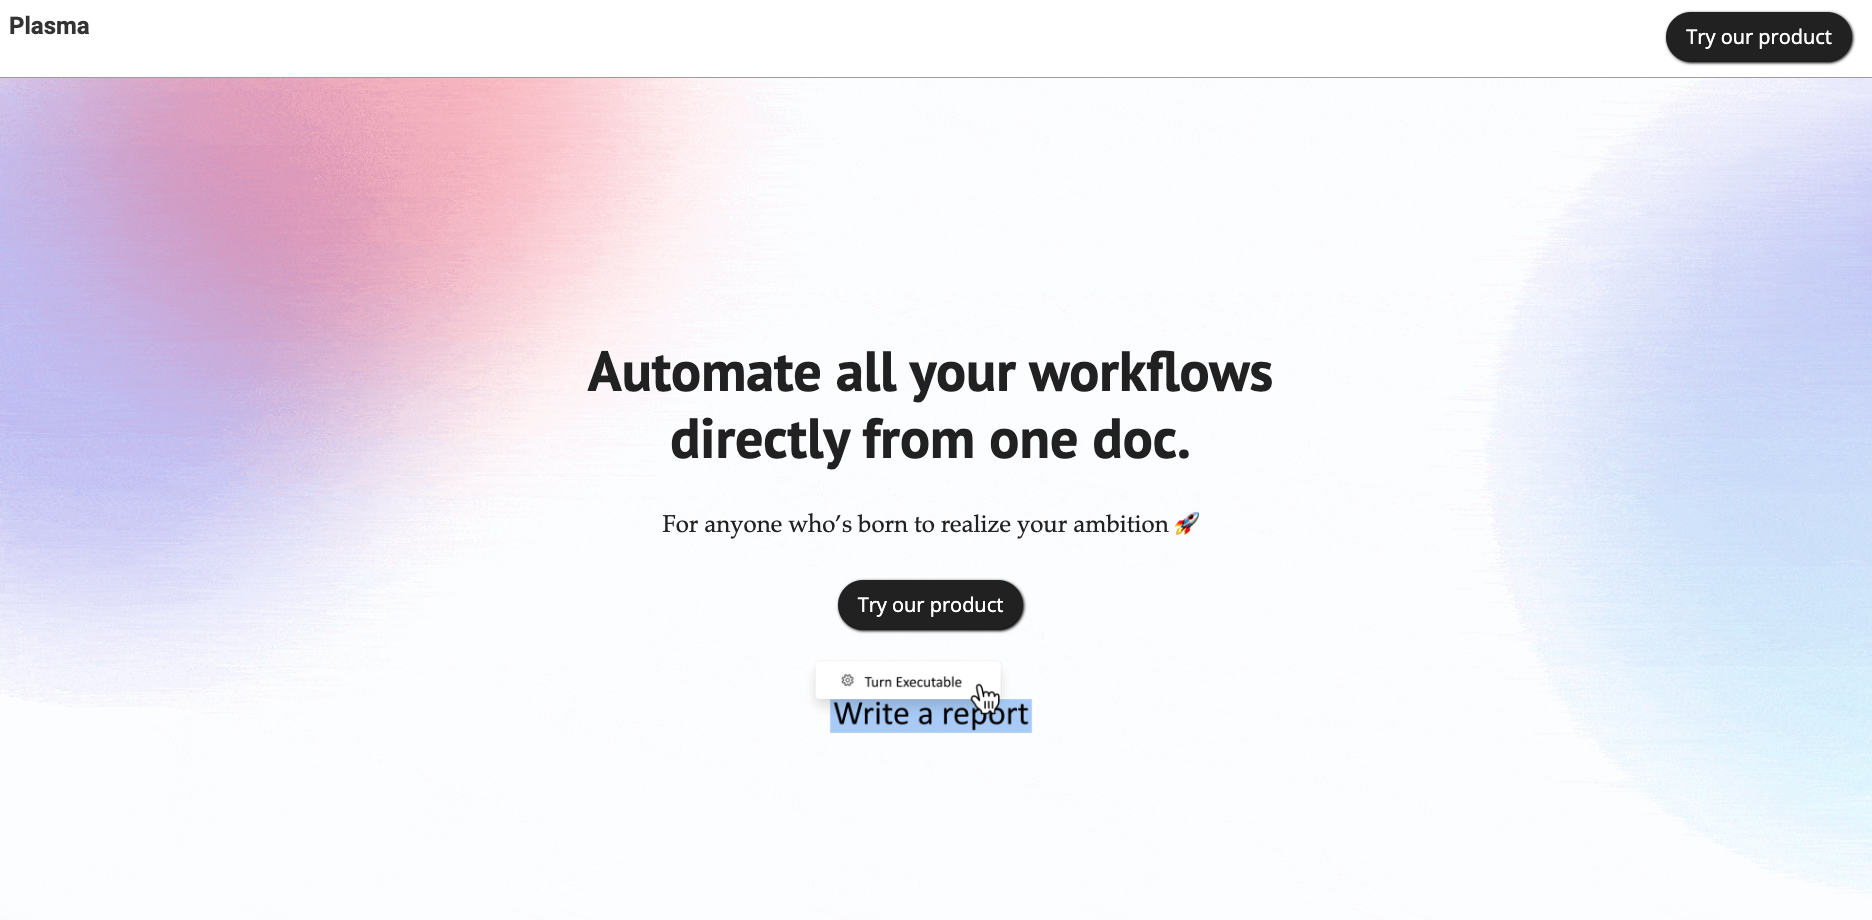 Plasma
Try our product
Automate all your workflows
directly from one doc.
For anyone who’s born to realize your ambition 🚀
Try our product
Turn Executable
Write a report